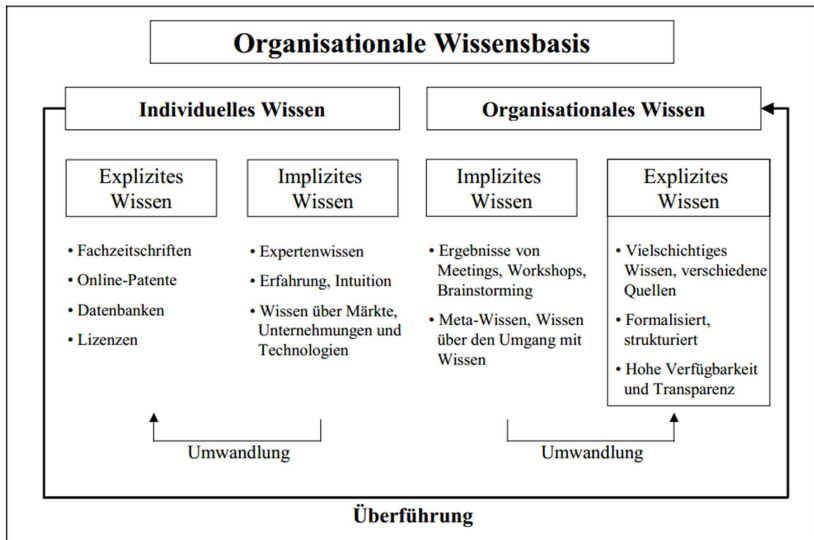 Organisationale Wissensbasis
Individuelles Wissen
Organisationales Wissen
Explizites
Wissen
• Fachzeitschriften
• Online-Patente
• Datenbanken
• Lizenzen
Implizites
Wissen
• Expertenwissen
• Erfahrung, Intuition
• Wissen über Märkte,
Unternehmungen und
Technologien
Implizites
Wissen
• Ergebnisse von
Meetings, Workshops,
Brainstorming
• Meta-Wissen, Wissen
über den Umgang mit
Wissen
Explizites
Wissen
• Vielschichtiges
Wissen, verschiedene
Quellen
• Formalisiert,
strukturiert
• Hohe Verfügbarkeit
und Transparenz
Umwandlung
Umwandlung
Überführung